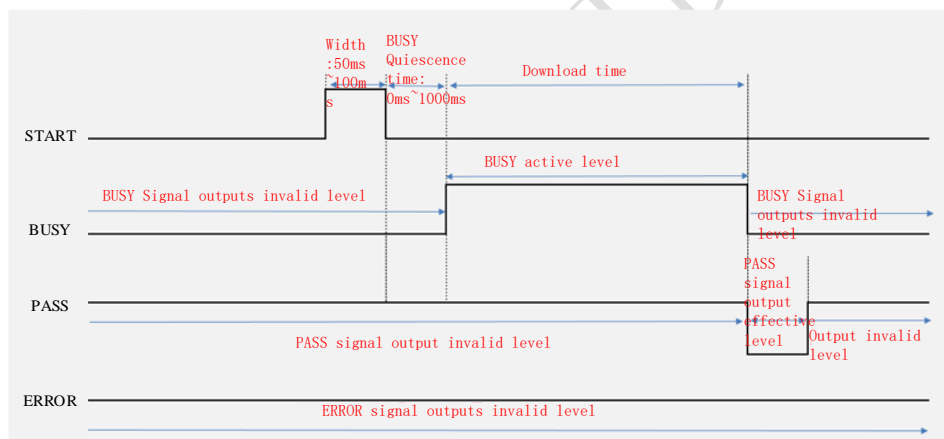 Width
:50ms
~100m
s
BUSY
Quiescence
time:
0ms~1000ms
Download time
START
BUSY active level
BUSY Signal outputs invalid level
BUSY Signal
outputs invalid
level
BUSY
PASS
signal
output
effective
level
PASS
Output invalid
level
PASS signal output invalid level
ERROR
ERROR signal outputs invalid level